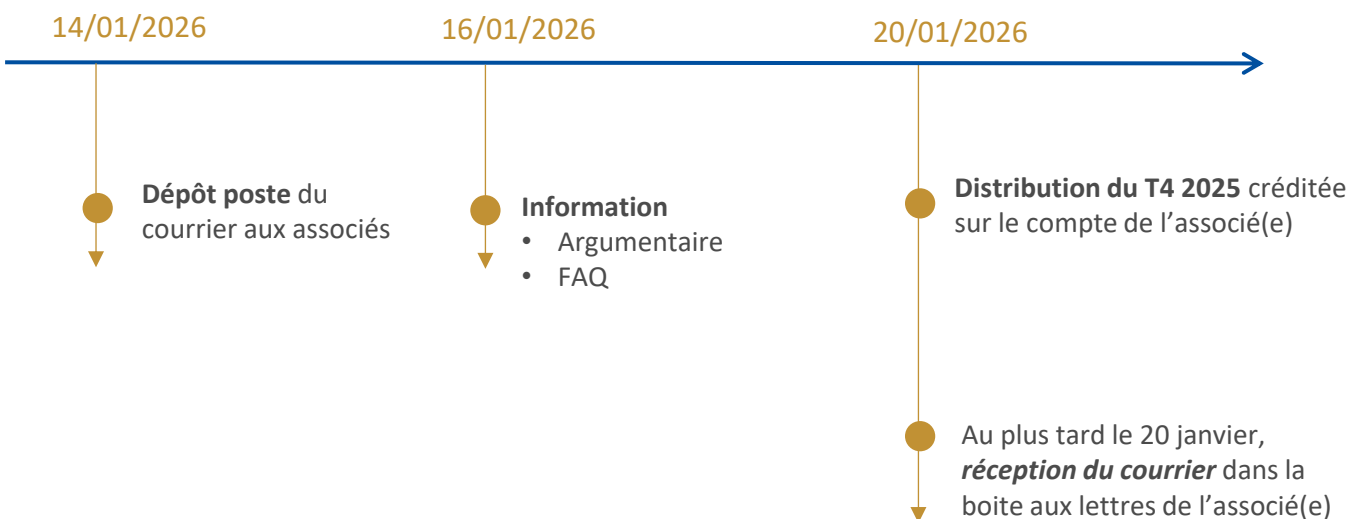 14/01/2026
16/01/2026
20/01/2026
Dépôt poste du
courrier aux associés
Information
• Argumentaire
• FAQ
Distribution du T4 2025 créditée
sur le compte de l’associé(e)
Au plus tard le 20 janvier,
réception du courrier dans la
boite aux lettres de l’associé(e)